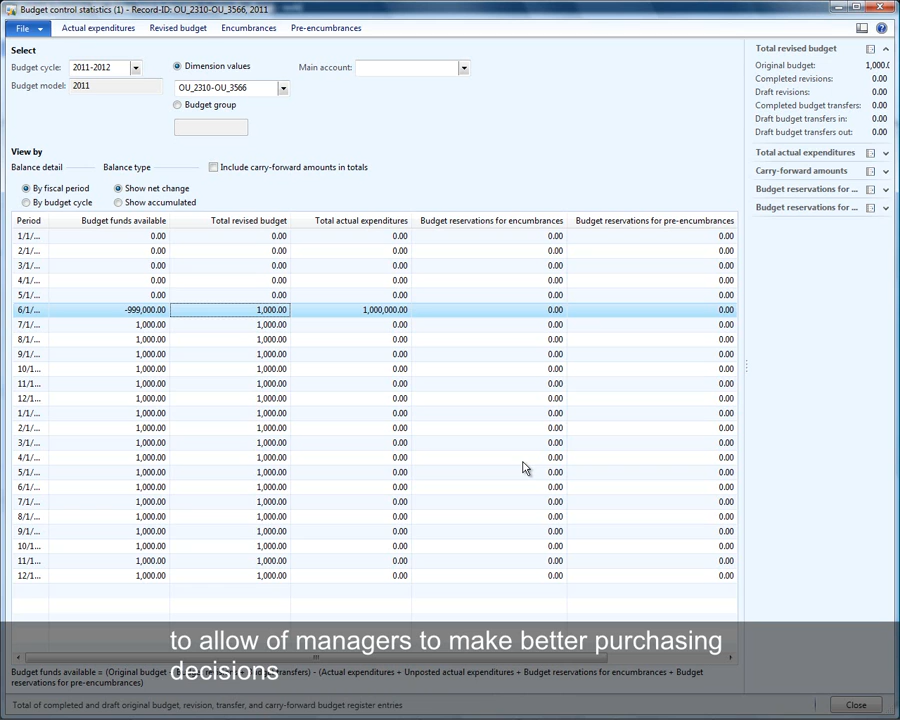 Budget control statistics (1) - Record-ID: OU_2310-OU_3566, 2011
File Actual expenditures Revised budget Encumbrances Pre-encumbrances
Select
Budget cycle: 2011-2012 Dimension values Main account:
Budget model: 2011 OU_2310-OU_3566
Budget group
View by
Balance detail Balance type Include carry-forward amounts in totals
By fiscal period Show net change
By budget cycle Show accumulated
Period Budget funds available Total revised budget Total actual expenditures Budget reservations for encumbrances Budget reservations for pre-encumbrances
1/1/... 0.00 0.00 0.00 0.00 0.00
2/1/... 0.00 0.00 0.00 0.00 0.00
3/1/... 0.00 0.00 0.00 0.00 0.00
4/1/... 0.00 0.00 0.00 0.00 0.00
5/1/... 0.00 0.00 0.00 0.00 0.00
6/1/... -999,000.00 1,000.00 1,000,000.00 0.00 0.00
7/1/... 1,000.00 1,000.00 0.00 0.00 0.00
8/1/... 1,000.00 1,000.00 0.00 0.00 0.00
9/1/... 1,000.00 1,000.00 0.00 0.00 0.00
10/1... 1,000.00 1,000.00 0.00 0.00 0.00
11/1... 1,000.00 1,000.00 0.00 0.00 0.00
12/1... 1,000.00 1,000.00 0.00 0.00 0.00
1/1/... 1,000.00 1,000.00 0.00 0.00 0.00
2/1/... 1,000.00 1,000.00 0.00 0.00 0.00
3/1/... 1,000.00 1,000.00 0.00 0.00 0.00
4/1/... 1,000.00 1,000.00 0.00 0.00 0.00
5/1/... 1,000.00 1,000.00 0.00 0.00 0.00
6/1/... 1,000.00 1,000.00 0.00 0.00 0.00
7/1/... 1,000.00 1,000.00 0.00 0.00 0.00
8/1/... 1,000.00 1,000.00 0.00 0.00 0.00
9/1/... 1,000.00 1,000.00 0.00 0.00 0.00
10/1... 1,000.00 1,000.00 0.00 0.00 0.00
11/1... 1,000.00 1,000.00 0.00 0.00 0.00
12/1... 1,000.00 1,000.00 0.00 0.00 0.00
Total revised budget
Original budget: 1,000.0
Completed revisions: 0.00
Draft revisions: 0.00
Completed budget transfers: 0.00
Draft budget transfers in: 0.00
Draft budget transfers out: 0.00
Total actual expenditures
Carry-forward amounts
Budget reservations for ...
Budget reservations for ...
to allow of managers to make better purchasing
decisions
Budget funds available = (Original budget transfers) - (Actual expenditures + Unposted actual expenditures + Budget reservations for encumbrances + Budget
reservations for pre-encumbrances)
Total of completed and draft original budget, revision, transfer, and carry-forward budget register entries Close